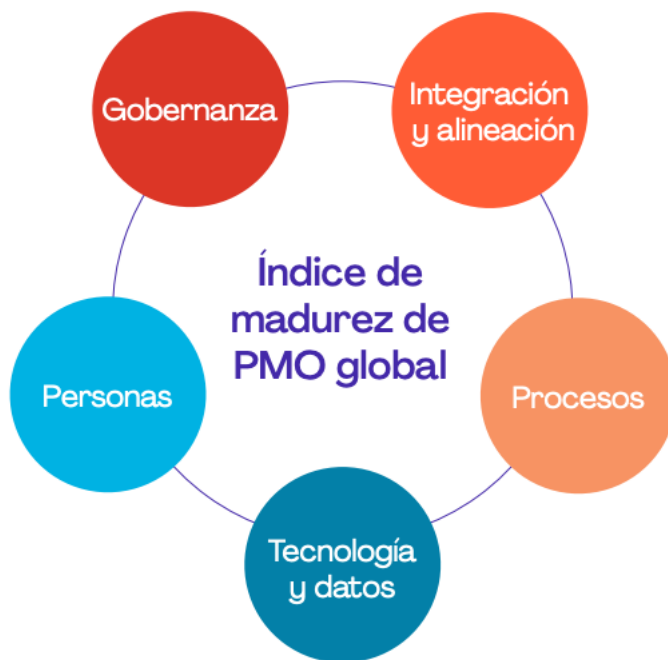 Gobernanza
Integración
y alineación
Índice de
madurez de
PMO global
Personas
Procesos
Tecnología
y datos